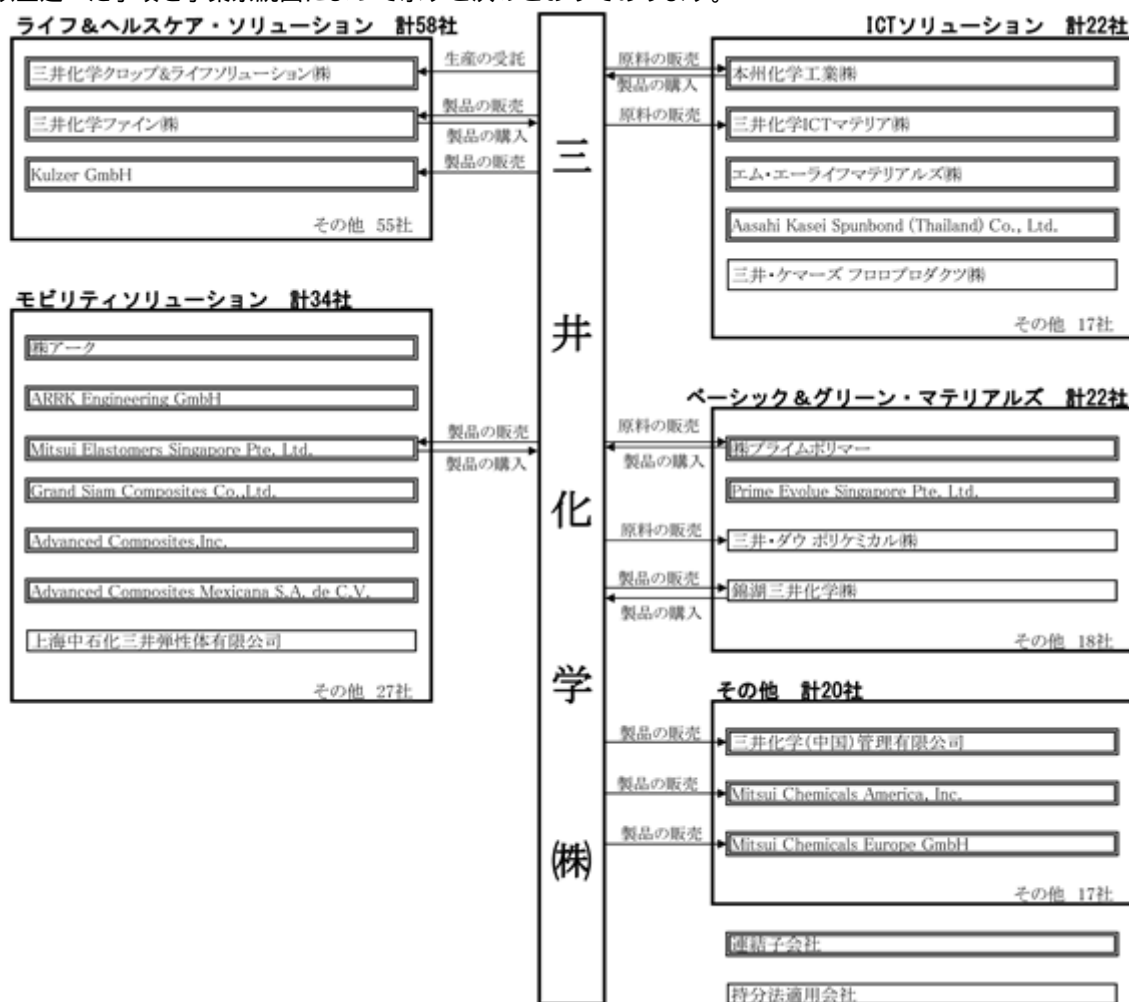 ライフ&ヘルスケア・ソリューション 計58社
三井化学クロップ&ライフソリューション㈱
三井化学ファイン㈱
Kulzer GmbH
その他 55社
生産の受託
製品の販売
製品の購入
製品の販売
モビリティソリューション 計34社
㈱アーク
ARRK Engineering GmbH
Mitsui Elastomers Singapore Pte. Ltd.
Grand Siam Composites Co.,Ltd.
Advanced Composites,Inc.
Advanced Composites Mexicana S.A. de C.V.
上海中石化三井弾性体有限公司
その他 27社
製品の販売
製品の購入
三井化学㈱
ICTソリューション 計22社
原料の販売
製品の購入
原料の販売
本州化学工業㈱
三井化学ICTマテリア㈱
エム・エーライフマテリアルズ㈱
Aasahi Kasei Spunbond (Thailand) Co., Ltd.
三井・ケマーズ フロロプロダクツ㈱
その他 17社
ベーシック&グリーン・マテリアルズ 計22社
原料の販売
製品の購入
原料の販売
製品の販売
製品の購入
㈱プライムポリマー
Prime Evolue Singapore Pte. Ltd.
三井・ダウ ポリケミカル㈱
錦湖三井化学㈱
その他 18社
その他 計20社
製品の販売
製品の販売
製品の販売
三井化学(中国)管理有限公司
Mitsui Chemicals America, Inc.
Mitsui Chemicals Europe GmbH
その他 17社
連結子会社
持分法適用会社